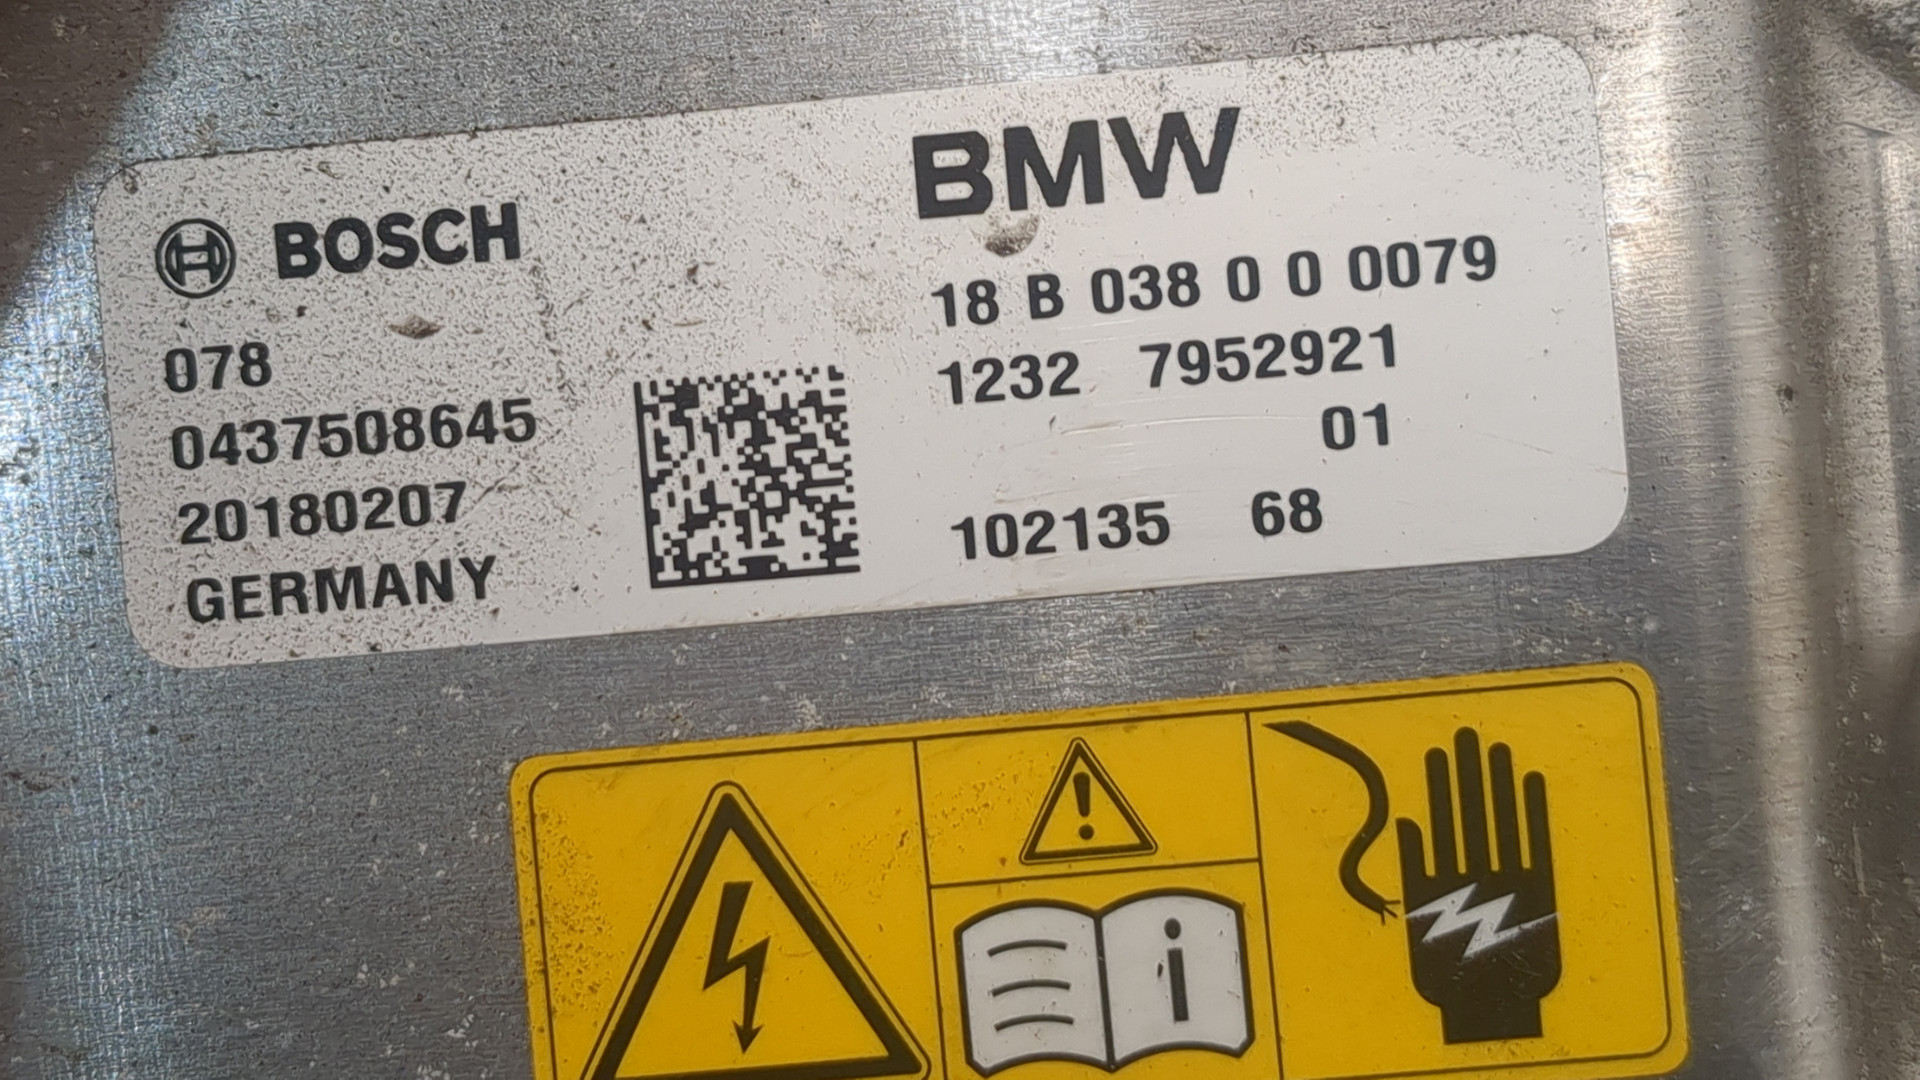 BOSCH
078
0437508645
20180207
GERMANY
BMW
18 B 038 0 0 0079
1232 7952921
01
102135 68
i